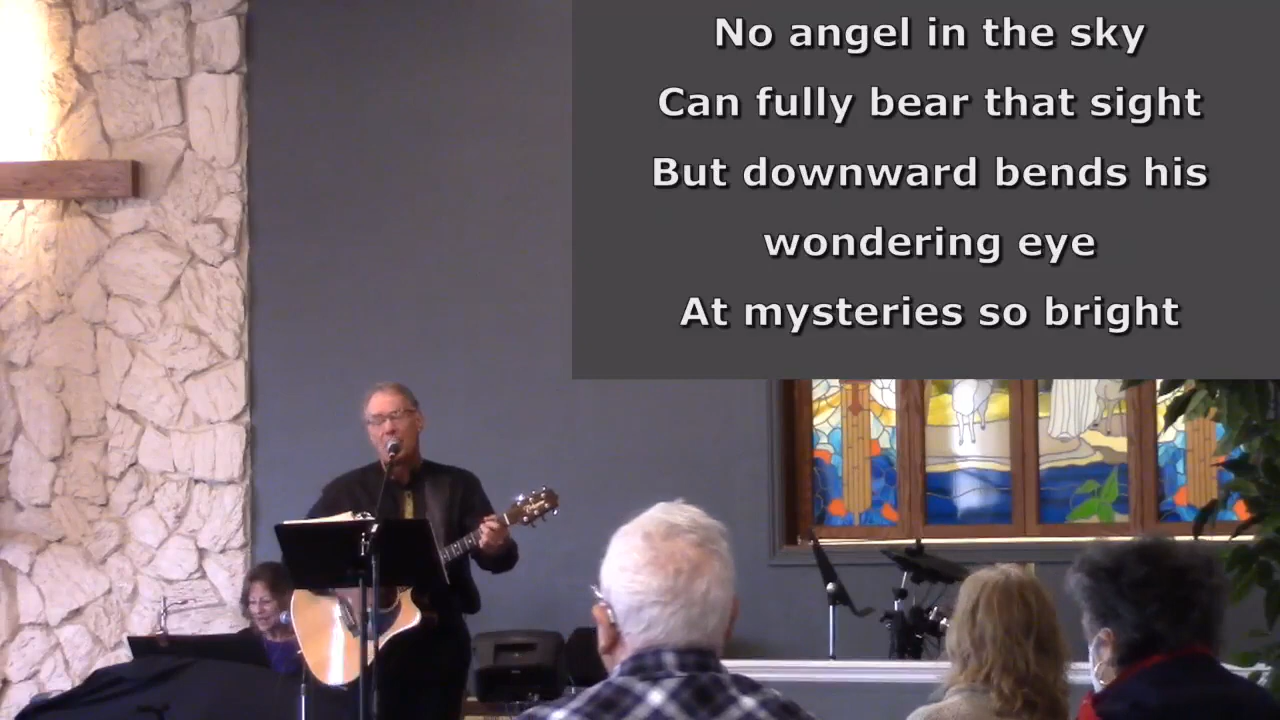 No angel in the sky
Can fully bear that sight
But downward bends his
wondering eye
At mysteries so bright